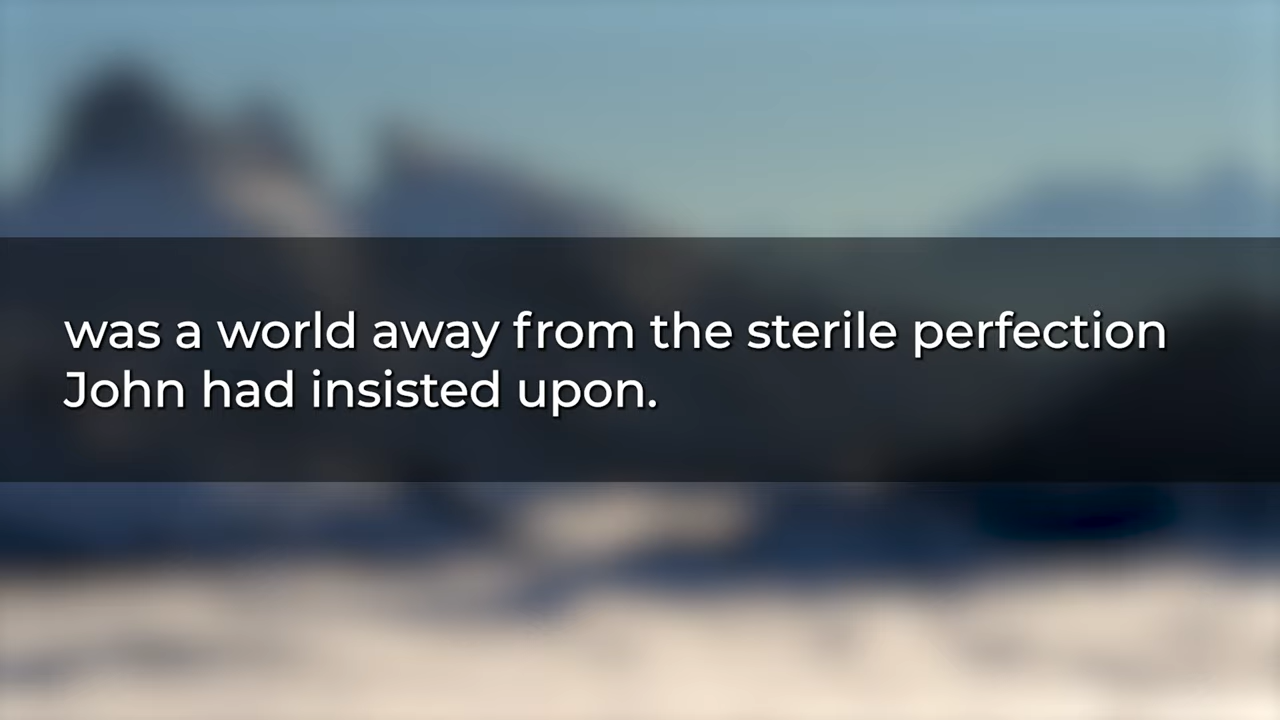 was a world away from the sterile perfection
John had insisted upon.